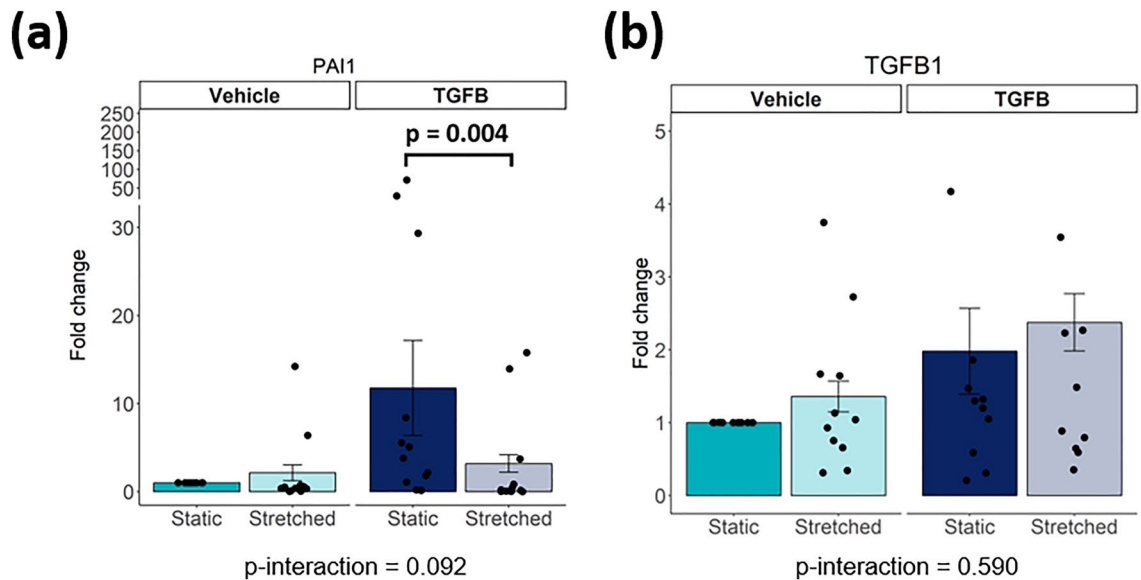 (a)
PAI1
Vehicle TGFB
250
200
150
100
50
p = 0.004
30
20
10
0
Fold change
Static Stretched Static Stretched
p-interaction = 0.092
(b)
TGFB1
Vehicle TGFB
5
4
3
2
1
0
Fold change
Static Stretched Static Stretched
p-interaction = 0.590